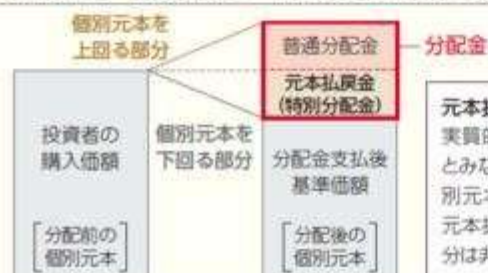 個別元本を
上回る部分
普通分配金
分配金
元本払戻金
(特別分配金)
投資者の
購入価額
個別元本を
下回る部分
分配金支払後
基準価額
分配前の
個別元本
分配後の
個別元本
元本払
実質的
とみな
別元本
元本払
分は非